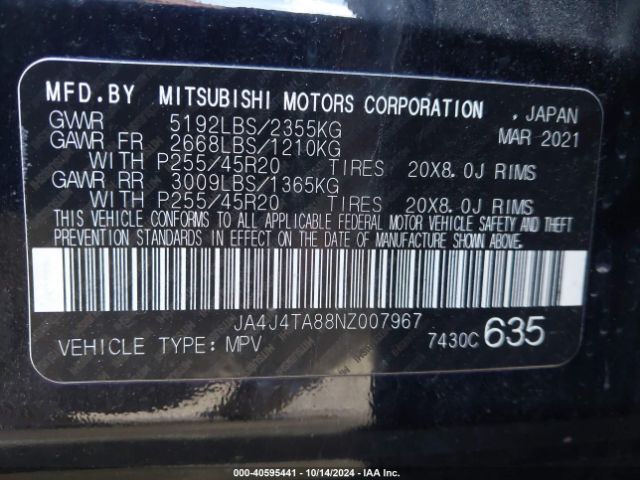 MFD.BY MITSUBISHI MOTORS CORPORATION , JAPAN
GVWR 5192LBS/2355KG MAR 2021
GAWR FR 2668LBS/1210KG
WITH P255/45R20 TIRES 20X8.0J RIMS
GAWR RR 3009LBS/1365KG
WITH P255/45R20 TIRES 20X8.0J RIMS
THIS VEHICLE CONFORMS TO ALL APPLICABLE FEDERAL MOTOR VEHICLE SAFETY AND THEFT
PREVENTION STANDARDS IN EFFECT ON THE DATE OF MANUFACTURE SHOWN ABOVE.
JA4J4TA88NZ007967
VEHICLE TYPE: MPV 7430C 635
000-40595441 - 10/14/2024 - IAA Inc.